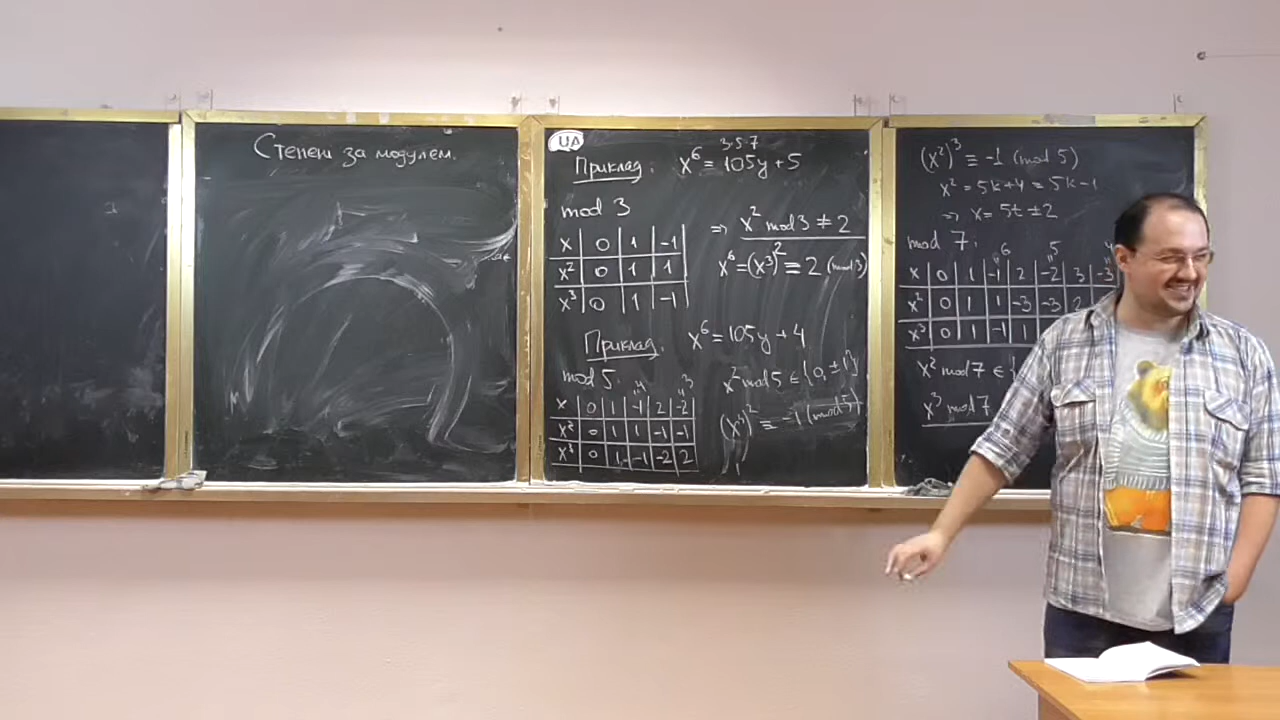 Степені за модулем.
UA
Приклад: x⁶ = 105y + 5
3·5·7
mod 3
x | 0 | 1 | -1
x² | 0 | 1 | 1
x³ | 0 | 1 | -1
⇒ x² mod 3 ≠ 2
x⁶ = (x³)² ≡ 2 (mod 3)
Приклад. x⁶ = 105y + 4
mod 5:
4 3
x | 0 | 1 | -1 | 2 | -2
x² | 0 | 1 | 1 | -1 | -1
x³ | 0 | 1 | -1 | -2 | 2
x² mod 5 ∈ {0, ±1}
(x³)² ≡ -1 (mod 5)
(x²)³ ≡ -1 (mod 5)
x² = 5k+4 = 5k-1
⇒ x = 5t ± 2
mod 7:
6 5 4
x | 0 | 1 | -1 | 2 | -2 | 3 | -3
x² | 0 | 1 | 1 | -3 | -3 | 2
x³ | 0 | 1 | -1 | 1
x² mod 7 ∈ {
x³ mod 7